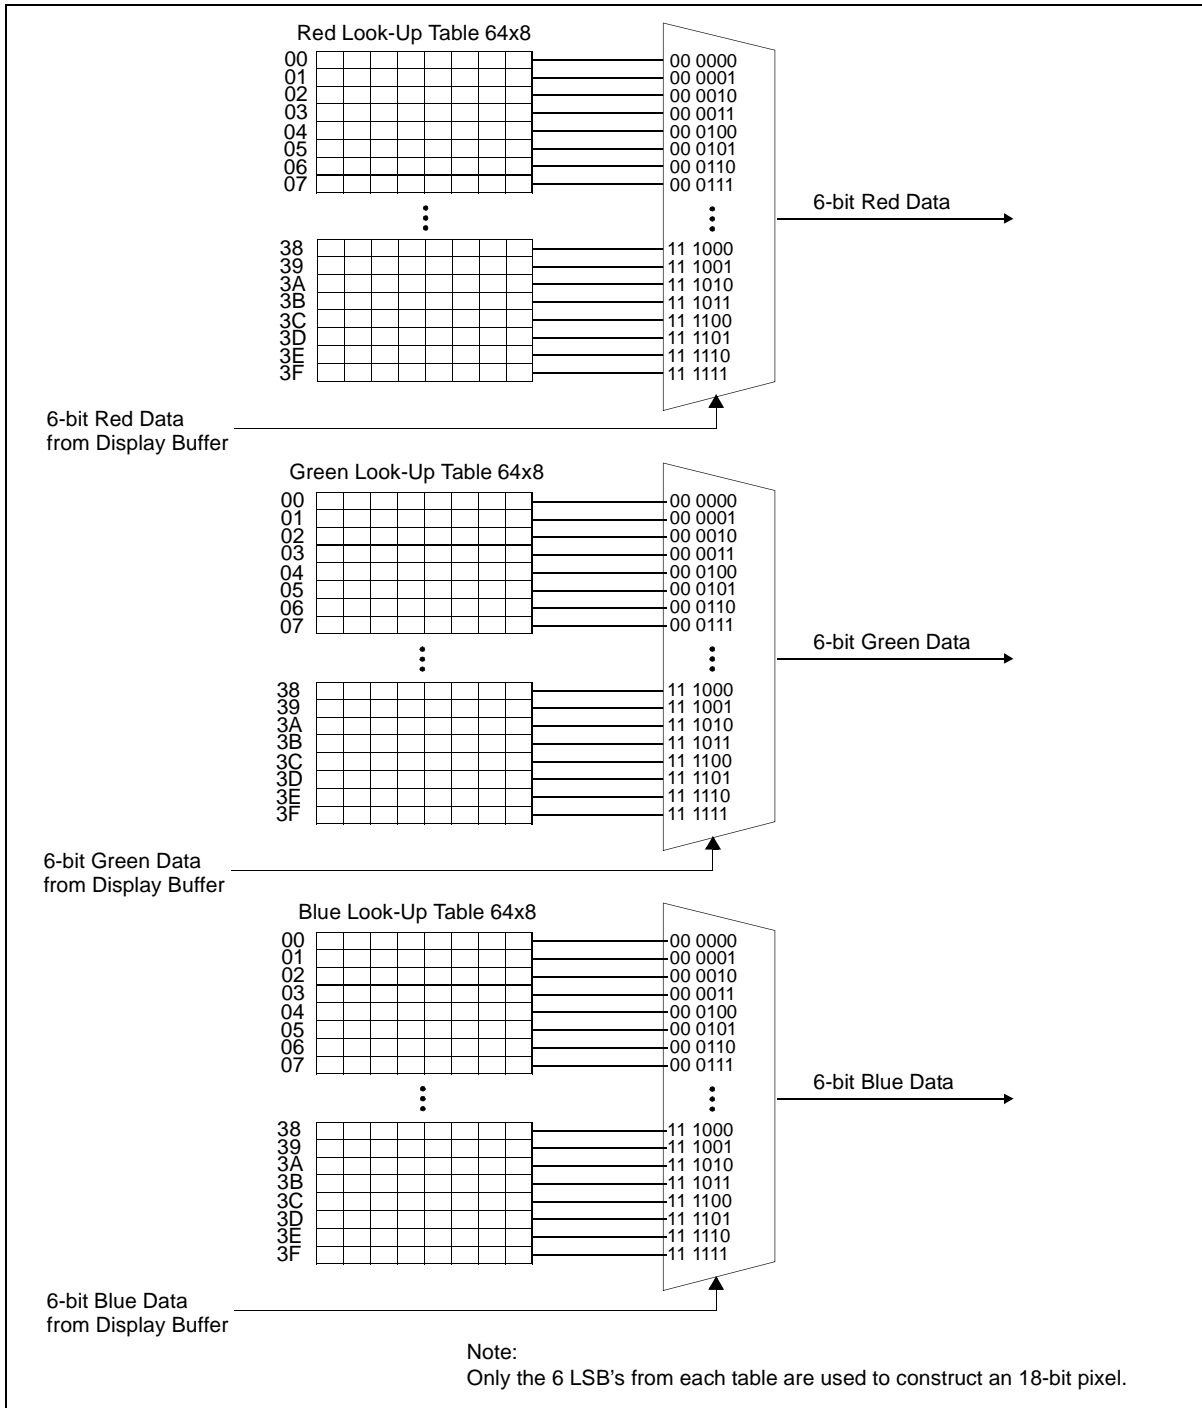 Red Look-Up Table 64x8
00 00 0000
01 00 0001
02 00 0010
03 00 0011
04 00 0100
05 00 0101
06 00 0110
07 00 0111
6-bit Red Data
38 11 1000
39 11 1001
3A 11 1010
3B 11 1011
3C 11 1100
3D 11 1101
3E 11 1110
3F 11 1111
6-bit Red Data
from Display Buffer
Green Look-Up Table 64x8
00 00 0000
01 00 0001
02 00 0010
03 00 0011
04 00 0100
05 00 0101
06 00 0110
07 00 0111
6-bit Green Data
38 11 1000
39 11 1001
3A 11 1010
3B 11 1011
3C 11 1100
3D 11 1101
3E 11 1110
3F 11 1111
6-bit Green Data
from Display Buffer
Blue Look-Up Table 64x8
00 00 0000
01 00 0001
02 00 0010
03 00 0011
04 00 0100
05 00 0101
06 00 0110
07 00 0111
6-bit Blue Data
38 11 1000
39 11 1001
3A 11 1010
3B 11 1011
3C 11 1100
3D 11 1101
3E 11 1110
3F 11 1111
6-bit Blue Data
from Display Buffer
Note:
Only the 6 LSB's from each table are used to construct an 18-bit pixel.